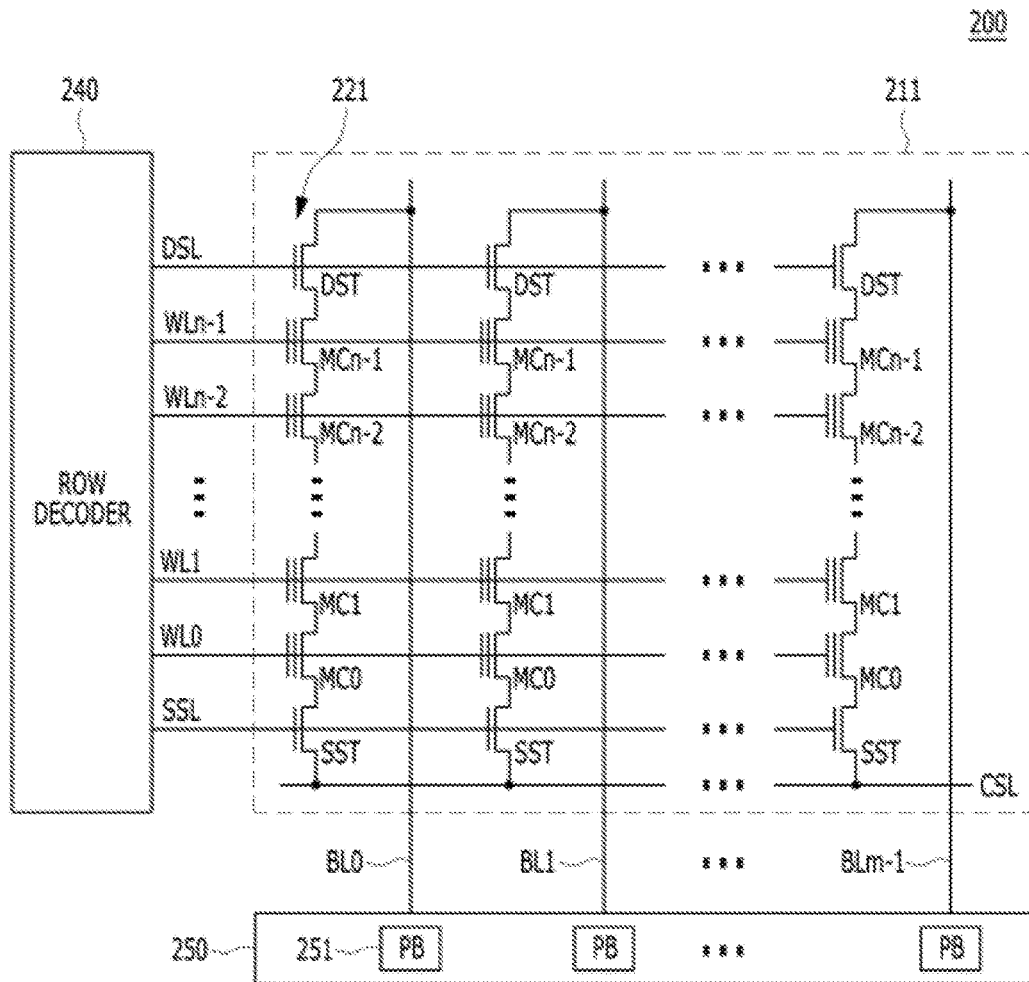 200
240
221
211
DSL
DST DST DST
WLn-1
MCn-1 MCn-1 MCn-1
WLn-2
MCn-2 MCn-2 MCn-2
ROW
DECODER
WL1
MC1 MC1 MC1
WL0
MC0 MC0 MC0
SSL
SST SST SST
CSL
BL0 BL1 BLm-1
250 251 PB PB PB